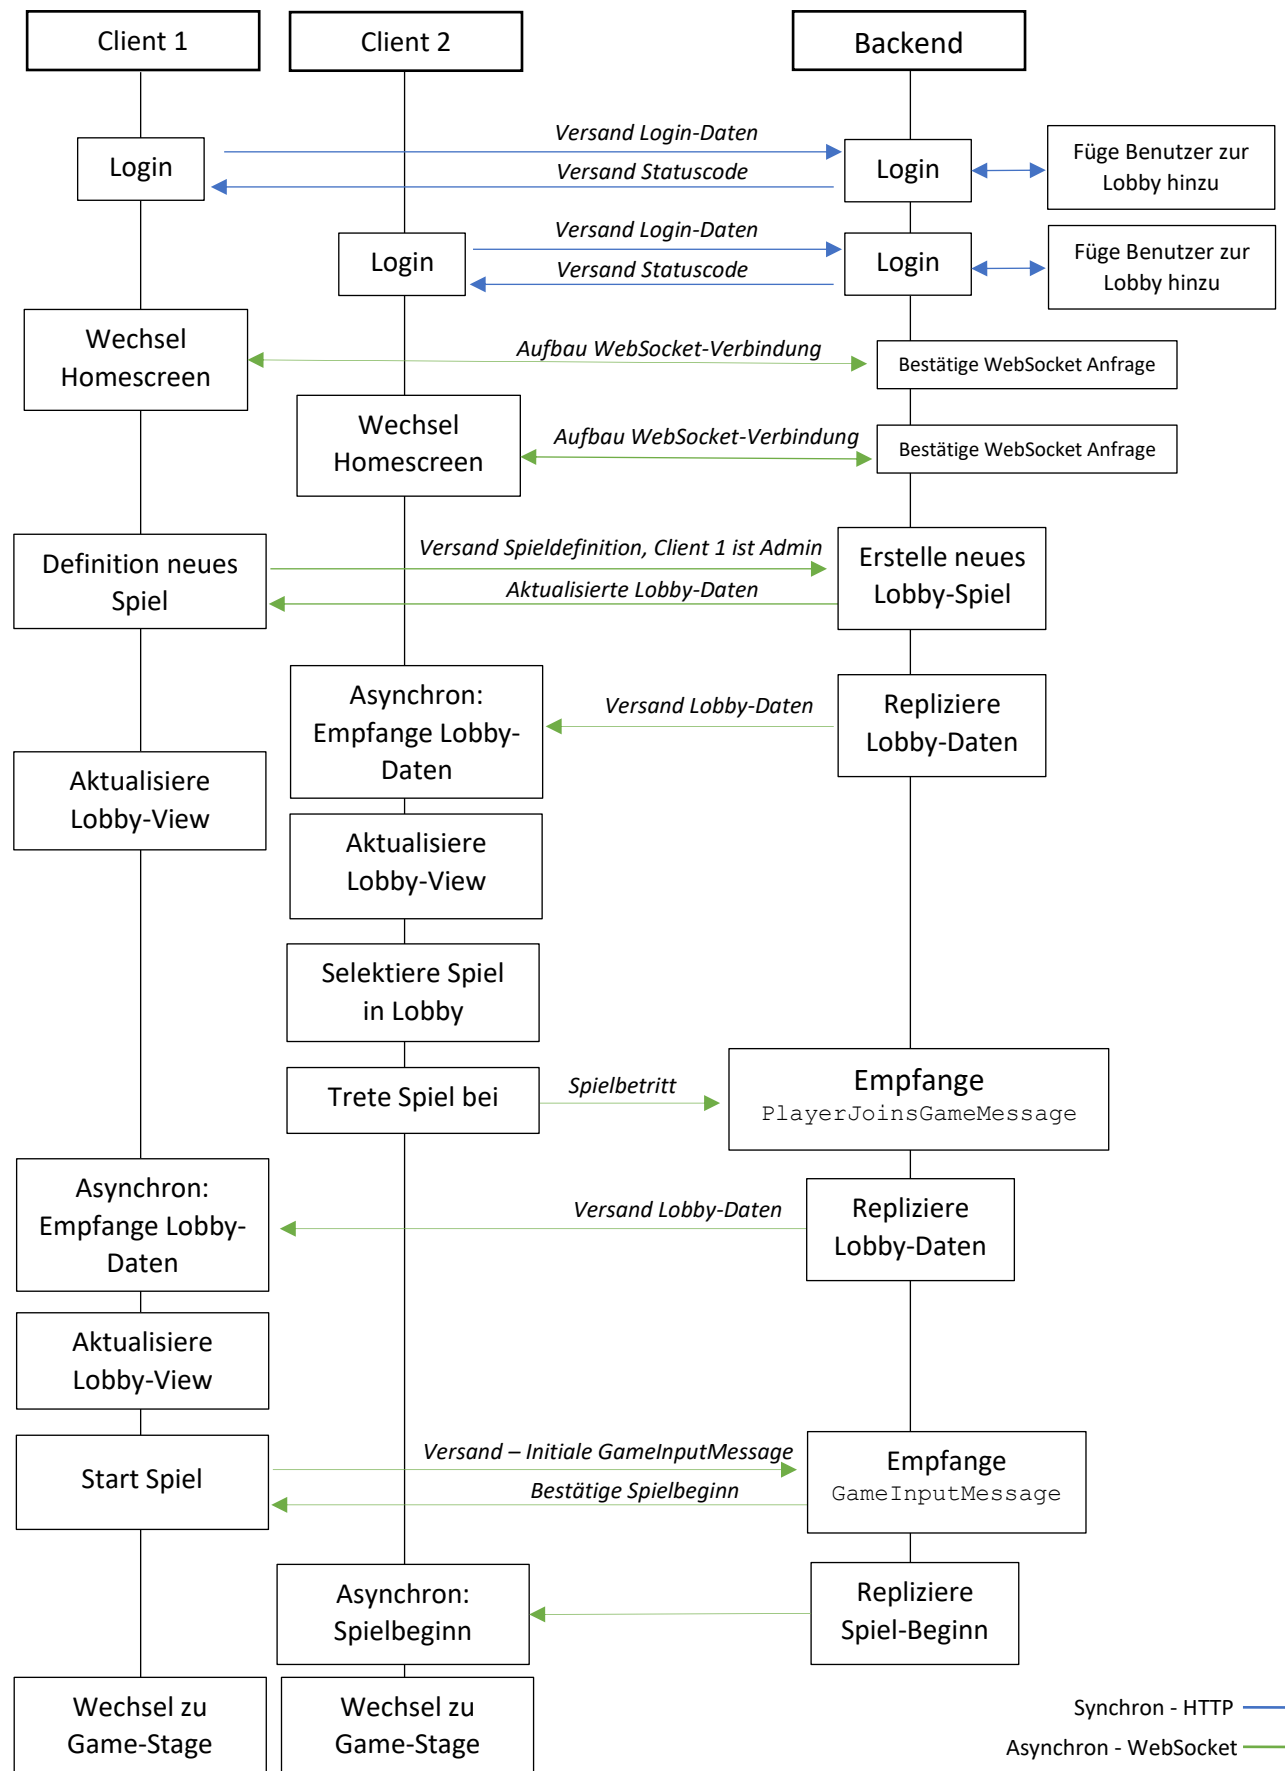 Client 1
Client 2
Backend
Versand Login-Daten
Login
Versand Statuscode
Login
Füge Benutzer zur
Lobby hinzu
Versand Login-Daten
Login
Versand Statuscode
Login
Füge Benutzer zur
Lobby hinzu
Wechsel
Homescreen
Aufbau WebSocket-Verbindung
Bestätige WebSocket Anfrage
Wechsel
Homescreen
Aufbau WebSocket-Verbindung
Bestätige WebSocket Anfrage
Definition neues
Spiel
Versand Spieldefinition, Client 1 ist Admin
Aktualisierte Lobby-Daten
Erstelle neues
Lobby-Spiel
Asynchron:
Empfange Lobby-
Daten
Versand Lobby-Daten
Repliziere
Lobby-Daten
Aktualisiere
Lobby-View
Aktualisiere
Lobby-View
Selektiere Spiel
in Lobby
Trete Spiel bei
Spielbetritt
Empfange
PlayerJoinsGameMessage
Asynchron:
Empfange Lobby-
Daten
Versand Lobby-Daten
Repliziere
Lobby-Daten
Aktualisiere
Lobby-View
Start Spiel
Versand – Initiale GameInputMessage
Bestätige Spielbeginn
Empfange
GameInputMessage
Asynchron:
Spielbeginn
Repliziere
Spiel-Beginn
Wechsel zu
Game-Stage
Wechsel zu
Game-Stage
Synchron - HTTP
Asynchron - WebSocket